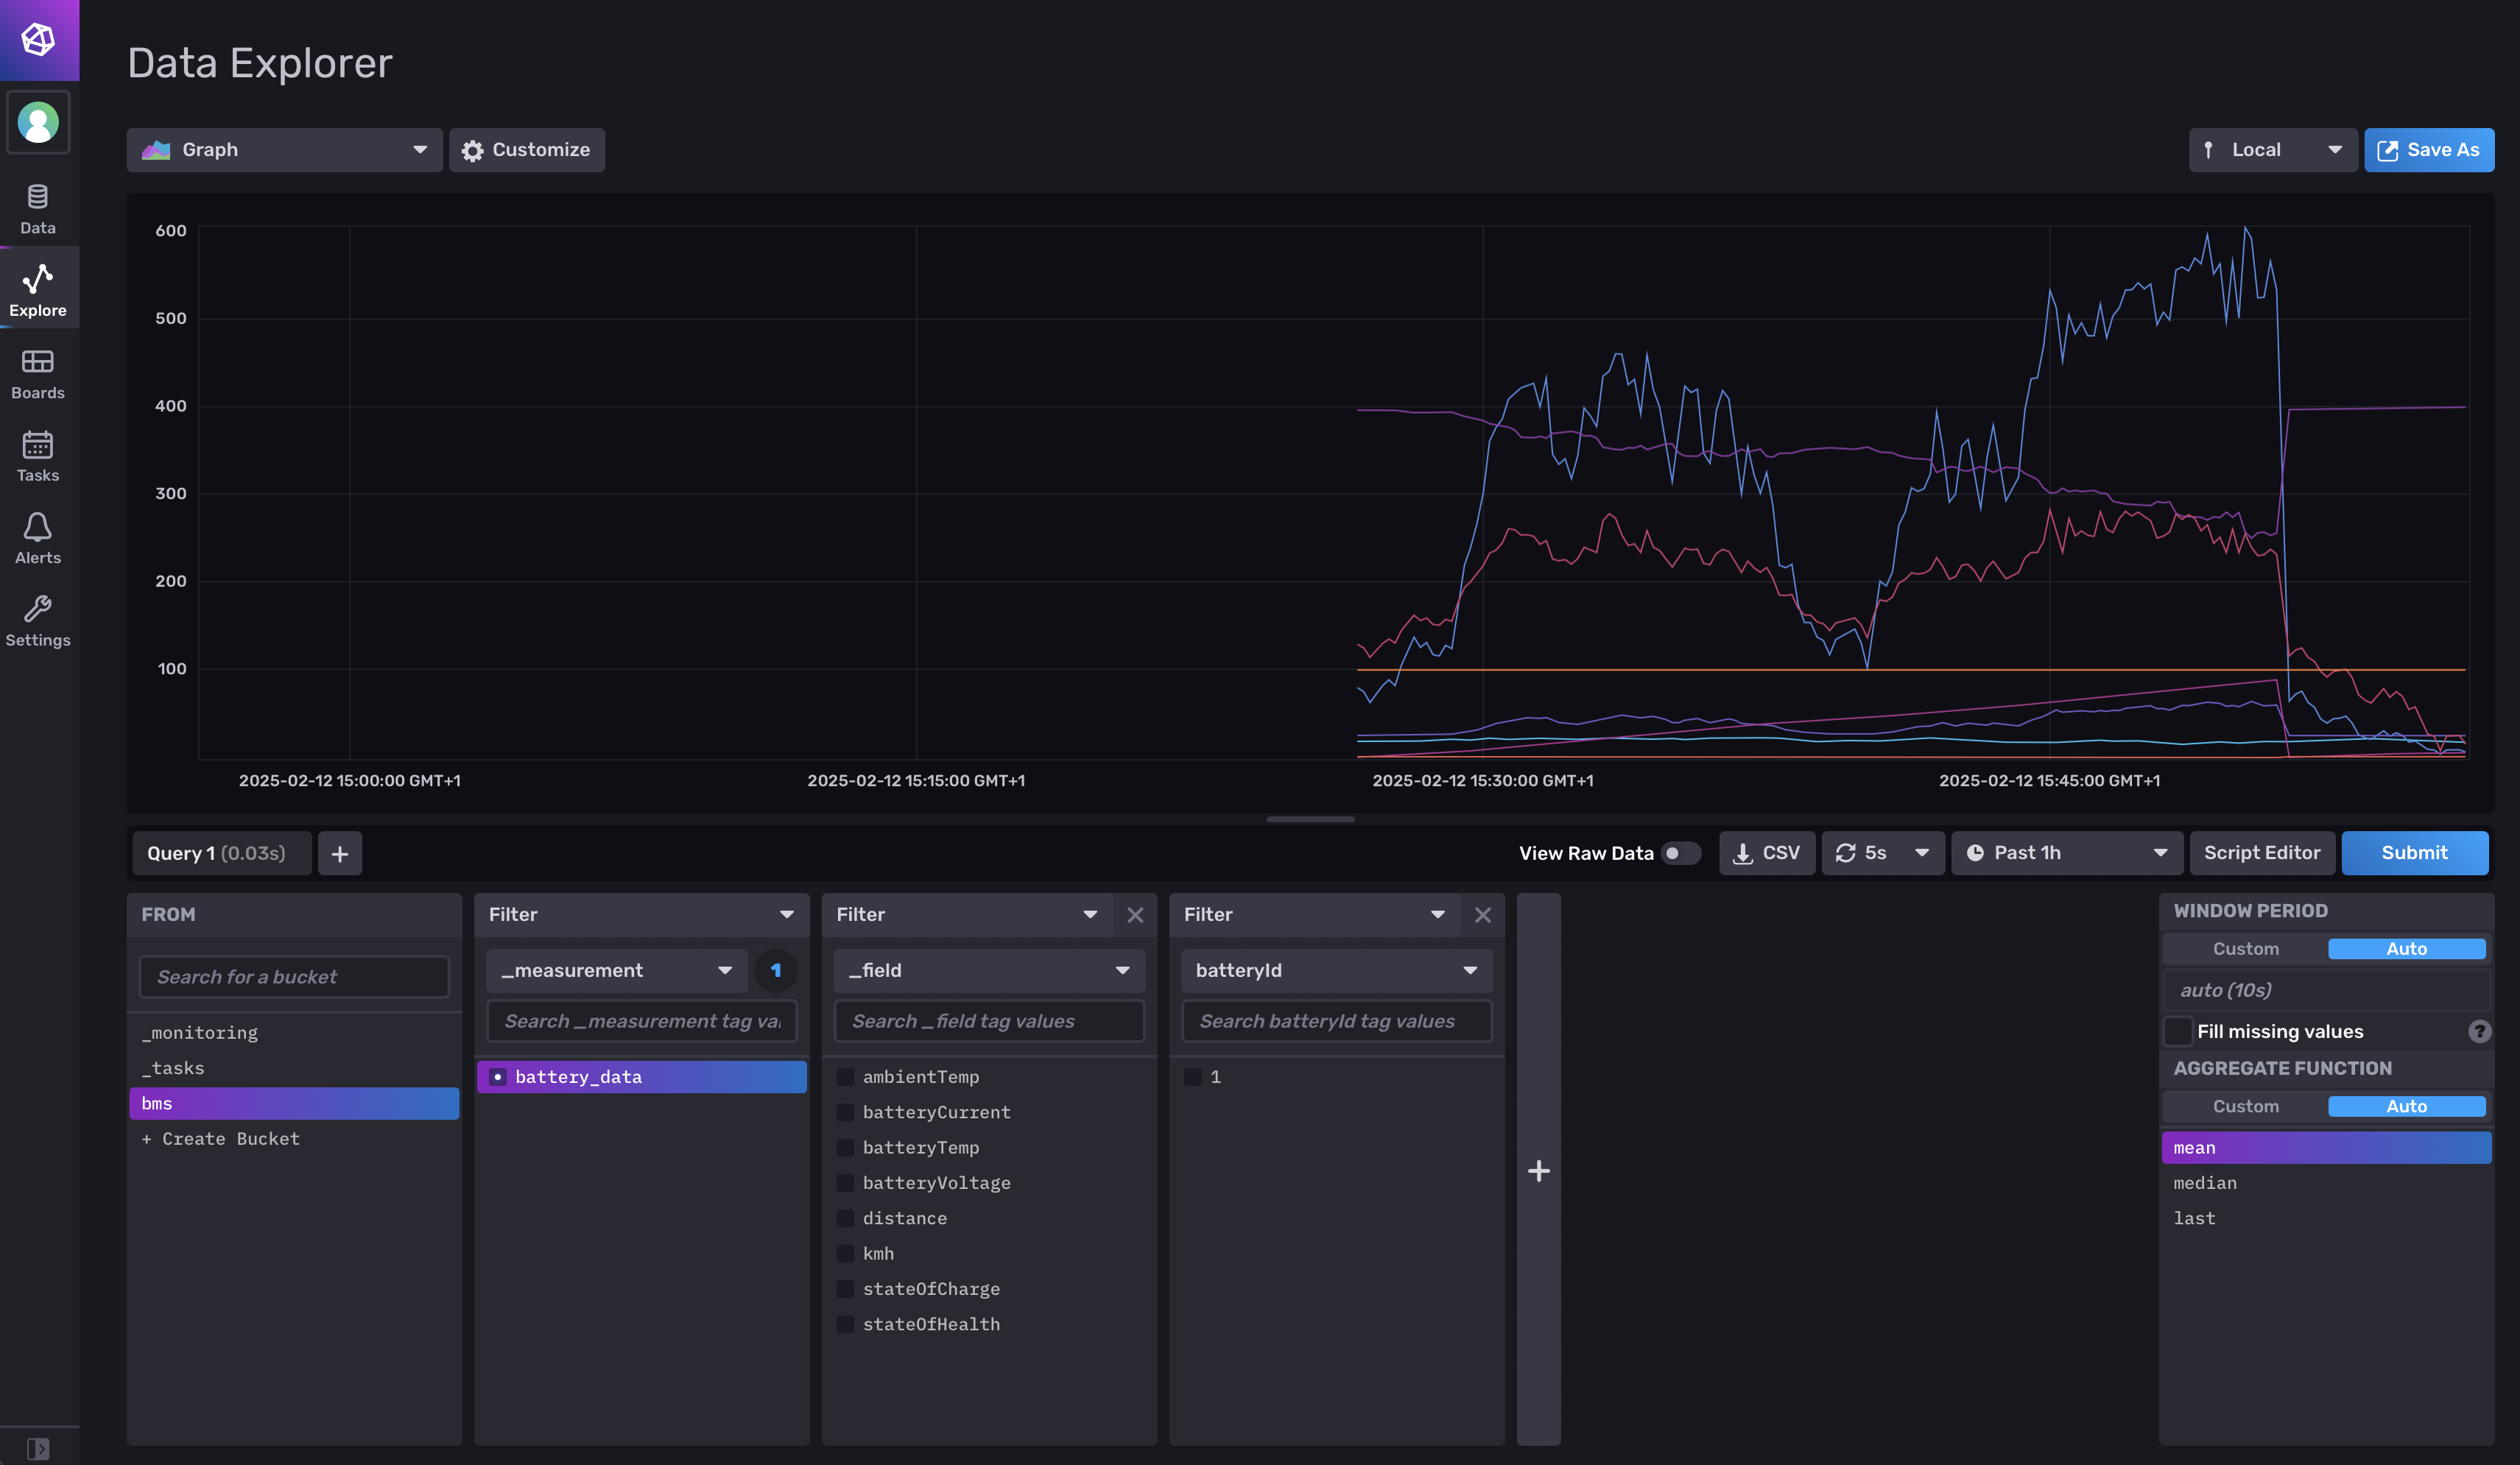 Data Explorer
Graph
Customize
Local
Save As
Data
Explore
Boards
Tasks
Alerts
Settings
600
500
400
300
200
100
2025-02-12 15:00:00 GMT+1
2025-02-12 15:15:00 GMT+1
2025-02-12 15:30:00 GMT+1
2025-02-12 15:45:00 GMT+1
Query 1 (0.03s)
+
View Raw Data
CSV
5s
Past 1h
Script Editor
Submit
FROM
Search for a bucket
_monitoring
_tasks
bms
+ Create Bucket
Filter
_measurement
1
Search _measurement tag va
battery_data
Filter
_field
Search _field tag values
ambientTemp
batteryCurrent
batteryTemp
batteryVoltage
distance
kmh
stateOfCharge
stateOfHealth
Filter
batteryId
Search batteryId tag values
1
+
WINDOW PERIOD
Custom
Auto
auto (10s)
Fill missing values
?
AGGREGATE FUNCTION
Custom
Auto
mean
median
last